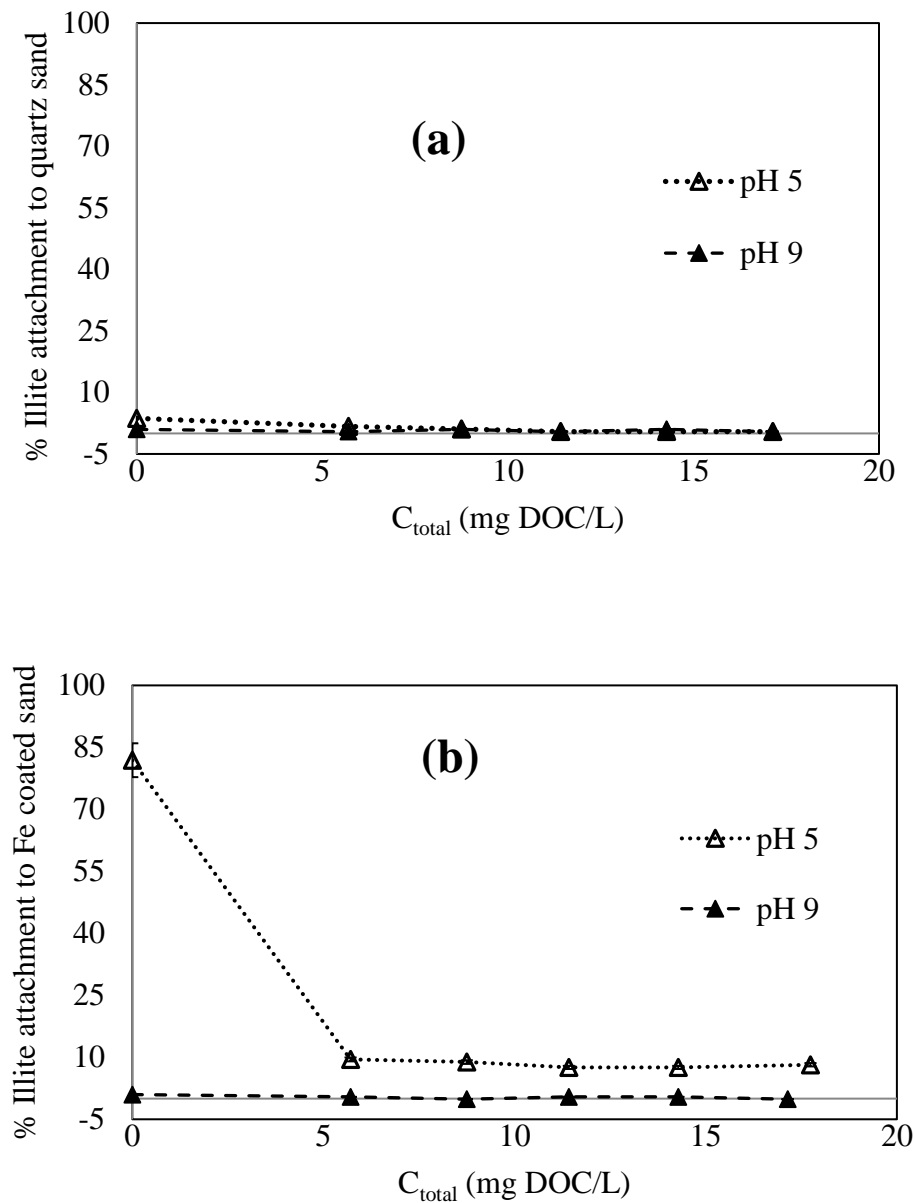 % Illite attachment to quartz sand
100
85
70
55
40
25
10
-5
(a)
pH 5
pH 9
0 5 10 15 20
C_total (mg DOC/L)
% Illite attachment to Fe coated sand
100
85
70
55
40
25
10
-5
(b)
pH 5
pH 9
0 5 10 15 20
C_total (mg DOC/L)